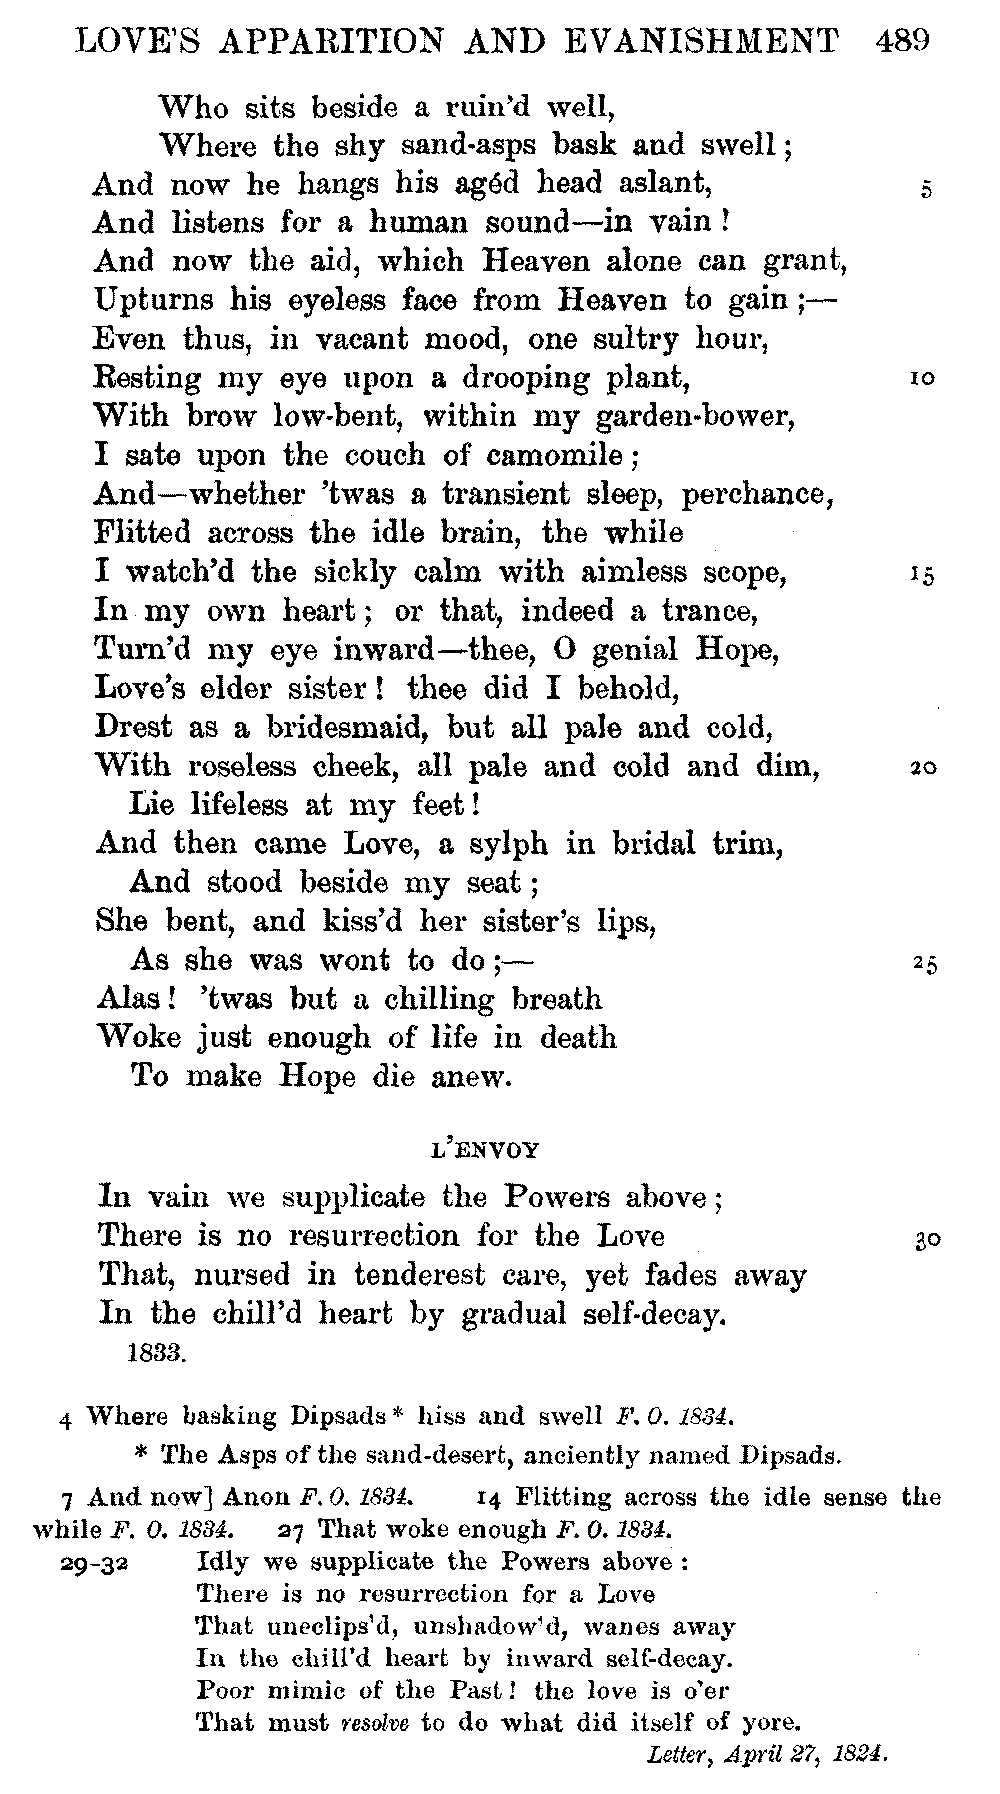 LOVE'S APPARITION AND EVANISHMENT 489
Who sits beside a ruin'd well,
Where the shy sand-asps bask and swell;
And now he hangs his agéd head aslant, 5
And listens for a human sound—in vain!
And now the aid, which Heaven alone can grant,
Upturns his eyeless face from Heaven to gain;—
Even thus, in vacant mood, one sultry hour,
Resting my eye upon a drooping plant, 10
With brow low-bent, within my garden-bower,
I sate upon the couch of camomile;
And—whether 'twas a transient sleep, perchance,
Flitted across the idle brain, the while
I watch'd the sickly calm with aimless scope, 15
In my own heart; or that, indeed a trance,
Turn'd my eye inward—thee, O genial Hope,
Love's elder sister! thee did I behold,
Drest as a bridesmaid, but all pale and cold,
With roseless cheek, all pale and cold and dim, 20
Lie lifeless at my feet!
And then came Love, a sylph in bridal trim,
And stood beside my seat;
She bent, and kiss'd her sister's lips,
As she was wont to do;— 25
Alas! 'twas but a chilling breath
Woke just enough of life in death
To make Hope die anew.
L'ENVOY
In vain we supplicate the Powers above;
There is no resurrection for the Love 30
That, nursed in tenderest care, yet fades away
In the chill'd heart by gradual self-decay.
1833.
4 Where basking Dipsads* hiss and swell F. O. 1834.
* The Asps of the sand-desert, anciently named Dipsads.
7 And now] Anon F. O. 1834. 14 Flitting across the idle sense the
while F. O. 1834. 27 That woke enough F. O. 1834.
29-32 Idly we supplicate the Powers above:
There is no resurrection for a Love
That uneclips'd, unshadow'd, wanes away
In the chill'd heart by inward self-decay.
Poor mimic of the Past! the love is o'er
That must resolve to do what did itself of yore.
Letter, April 27, 1824.